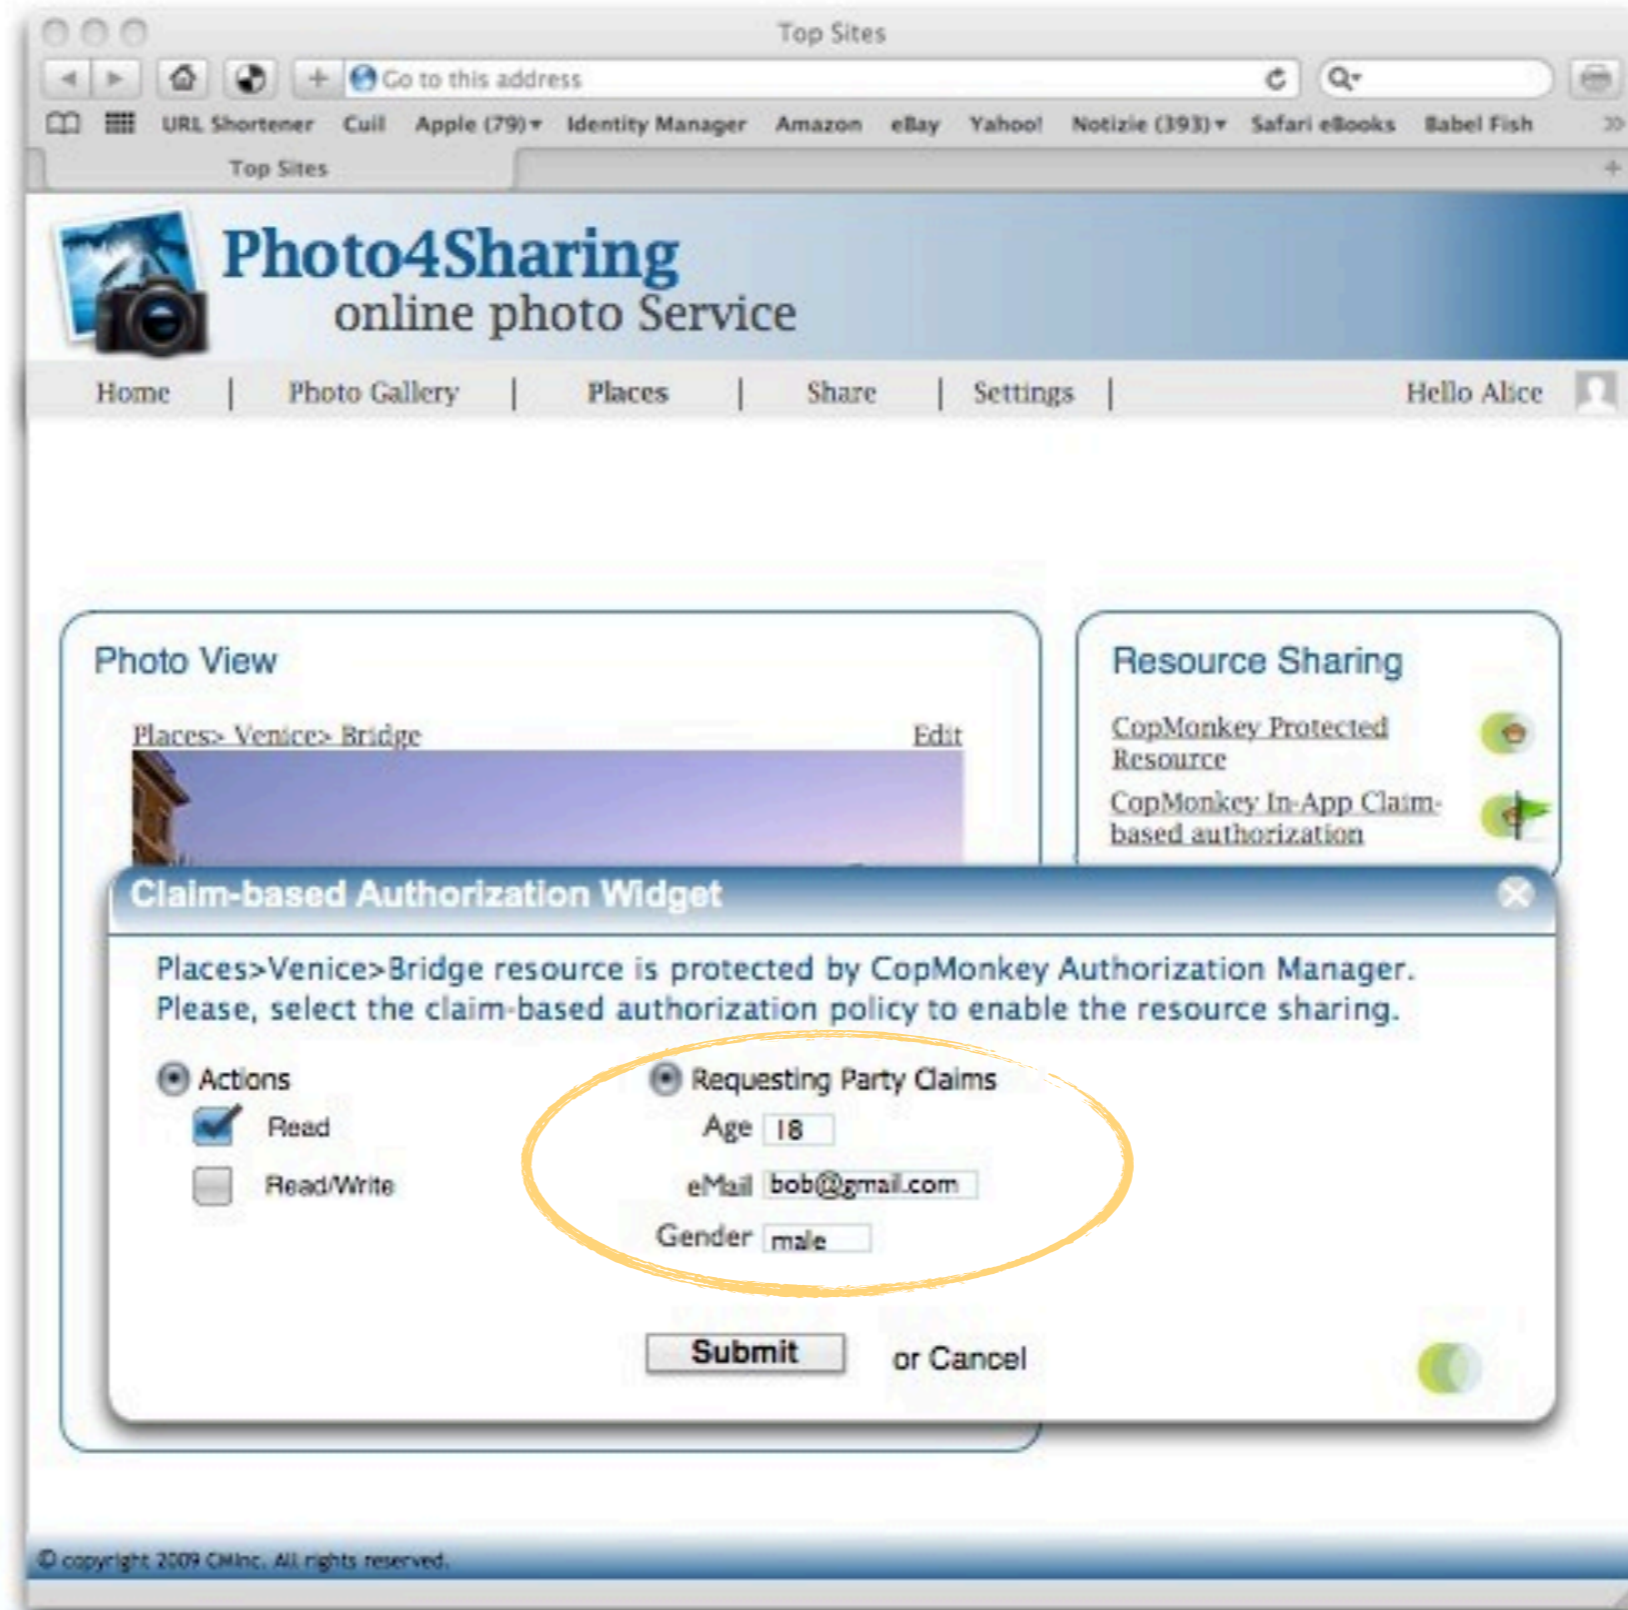 Top Sites
Go to this address
URL Shortener Cuil Apple (79) Identity Manager Amazon eBay Yahoo! Notizie (393) Safari eBooks Babel Fish
Top Sites
Photo4Sharing
online photo Service
Home | Photo Gallery | Places | Share | Settings | Hello Alice
Photo View
Places> Venice> Bridge Edit
Resource Sharing
CopMonkey Protected
Resource
CopMonkey In-App Claim-
based authorization
Claim-based Authorization Widget
Places>Venice>Bridge resource is protected by CopMonkey Authorization Manager.
Please, select the claim-based authorization policy to enable the resource sharing.
Actions
Read
Read/Write
Requesting Party Claims
Age 18
eMail bob@gmail.com
Gender male
Submit or Cancel
© copyright 2009 CMInc. All rights reserved.